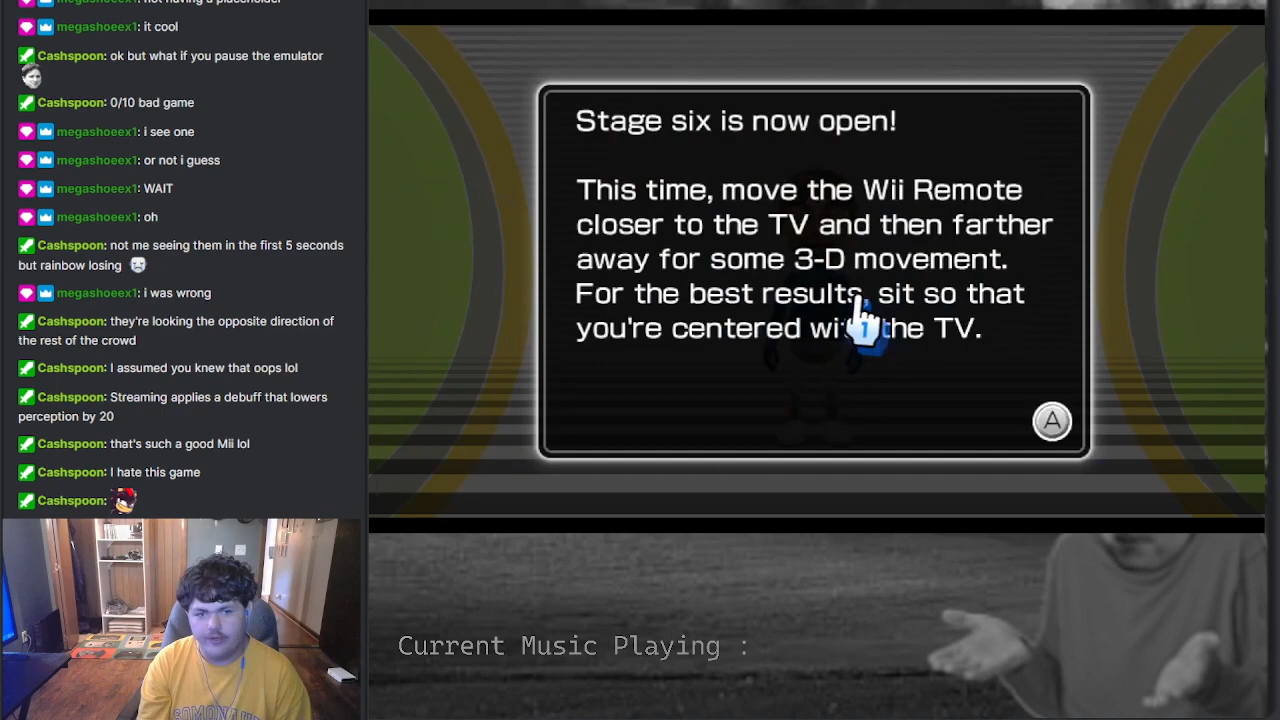 megashoeex1: it cool
Cashspoon: ok but what if you pause the emulator
Cashspoon: 0/10 bad game
megashoeex1: i see one
megashoeex1: or not i guess
megashoeex1: WAIT
megashoeex1: oh
Cashspoon: not me seeing them in the first 5 seconds
but rainbow losing
megashoeex1: i was wrong
Cashspoon: they're looking the opposite direction of
the rest of the crowd
Cashspoon: I assumed you knew that oops lol
Cashspoon: Streaming applies a debuff that lowers
perception by 20
Cashspoon: that's such a good Mii lol
Cashspoon: I hate this game
Cashspoon:
Stage six is now open!
This time, move the Wii Remote
closer to the TV and then farther
away for some 3-D movement.
For the best results, sit so that
you're centered with the TV.
1
A
Current Music Playing :